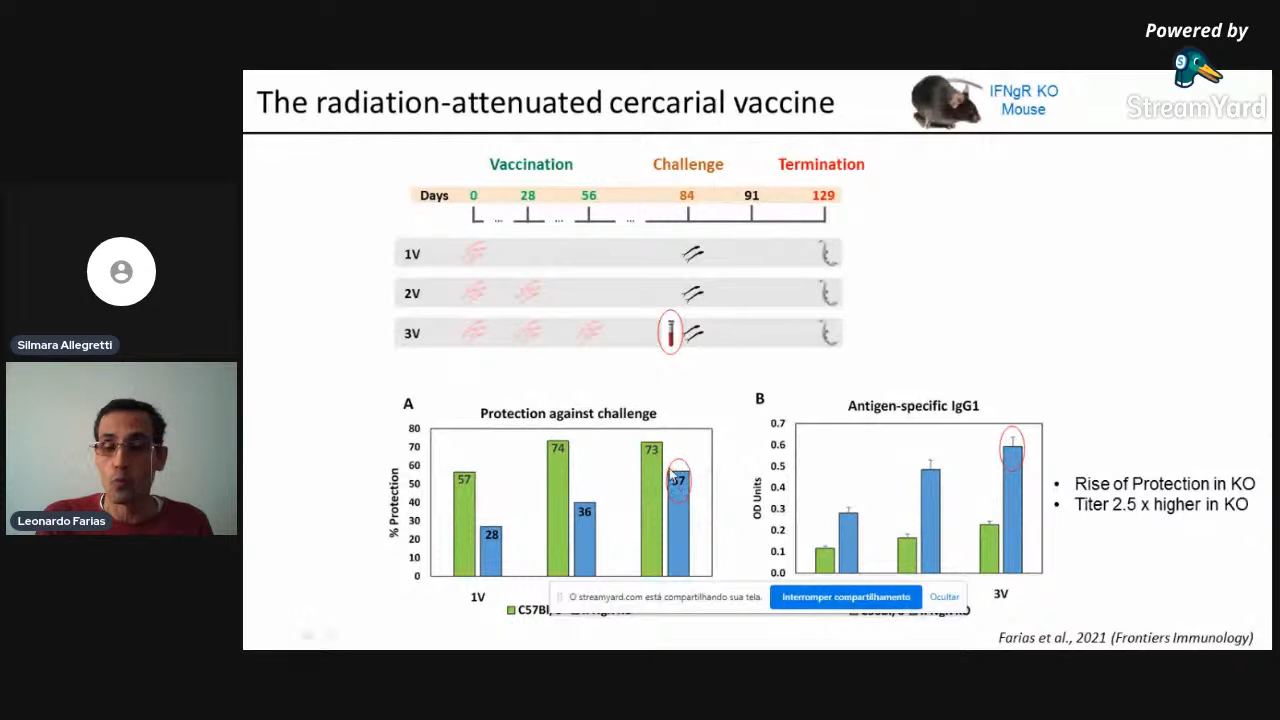 Powered by
StreamYard
The radiation-attenuated cercarial vaccine
IFNgR KO
Mouse
Vaccination Challenge Termination
Days 0 28 56 84 91 129
... ... ...
1V
2V
3V
Silmara Allegretti
Leonardo Farias
A
Protection against challenge
% Protection
80
70
60
50
40
30
20
10
0
57
28
74
36
73
57
1V
B
Antigen-specific IgG1
OD Units
0.7
0.6
0.5
0.4
0.3
0.2
0.1
0.0
3V
• Rise of Protection in KO
• Titer 2.5 x higher in KO
O streamyard.com está compartilhando sua tela.
Interromper compartilhamento
Ocultar
Farias et al., 2021 (Frontiers Immunology)